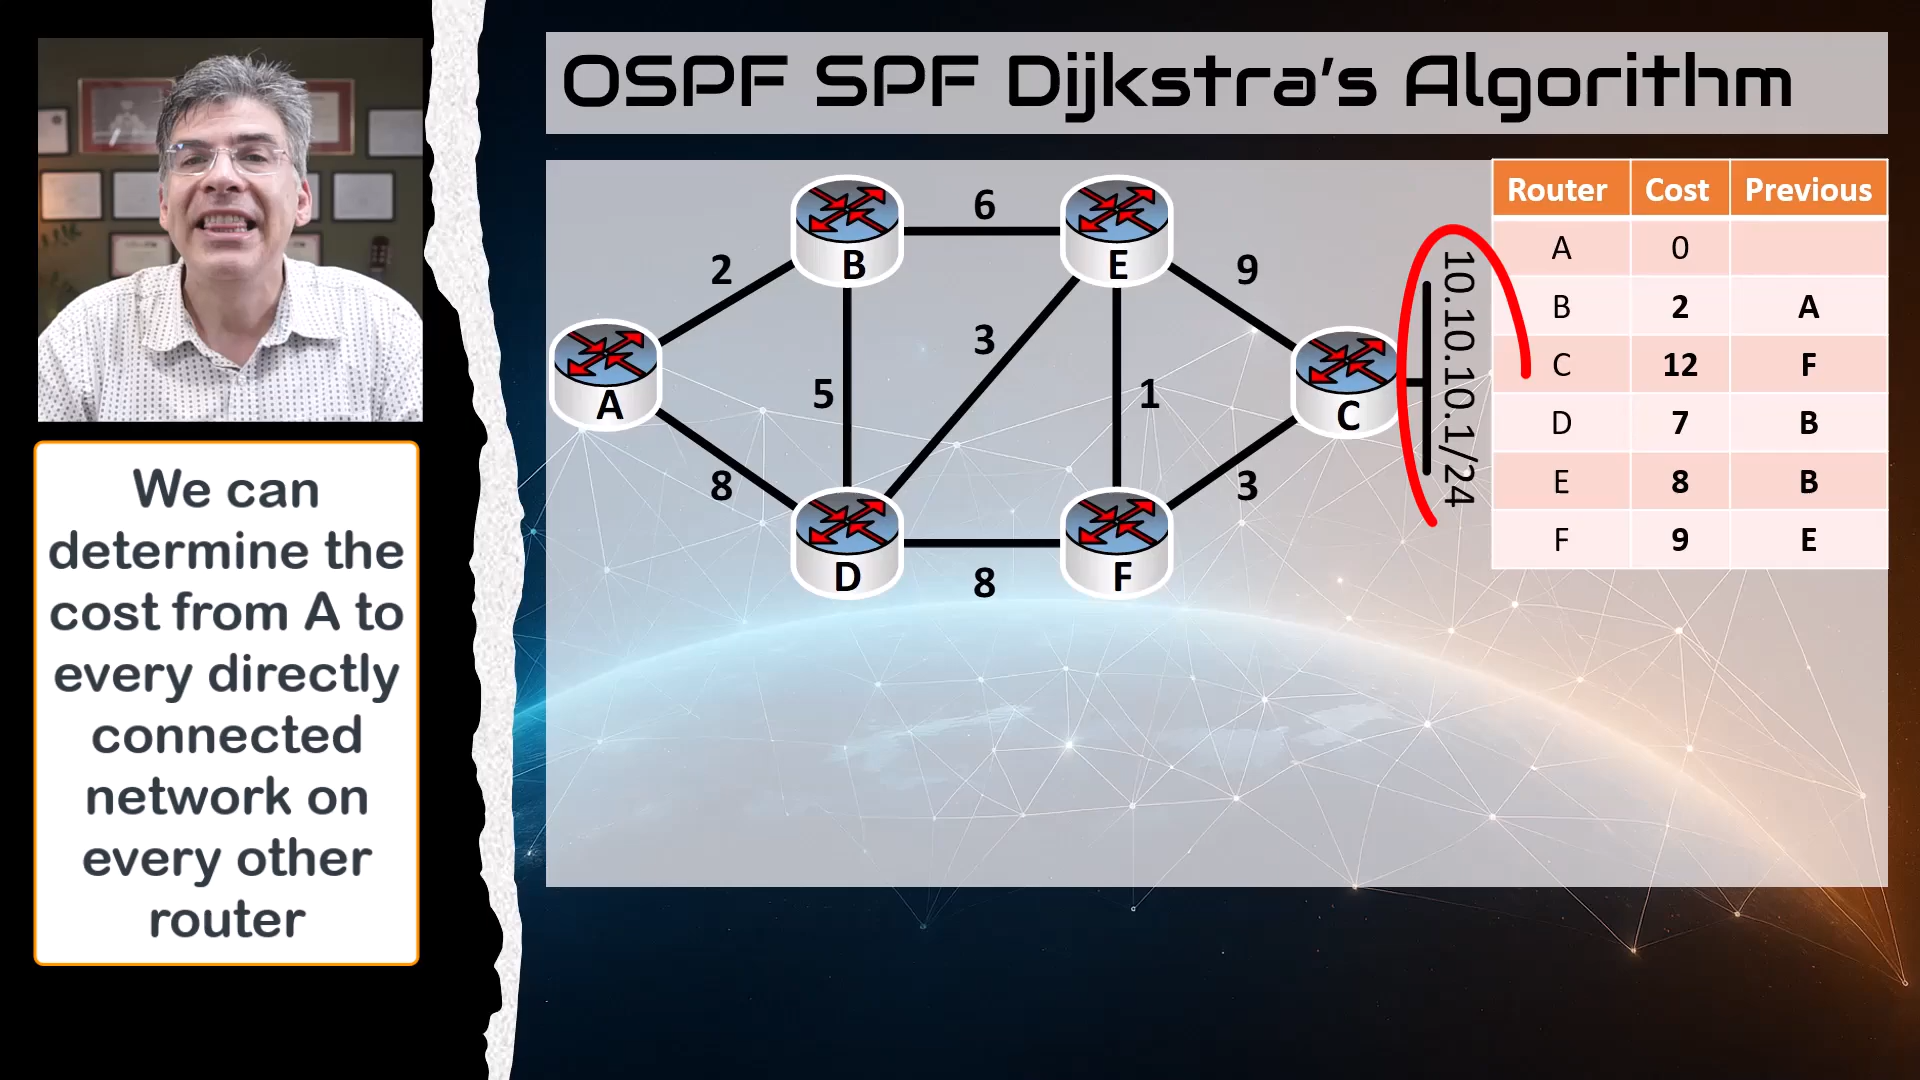 OSPF SPF Dijkstra's Algorithm
We can
determine the
cost from A to
every directly
connected
network on
every other
router
B
6
E
2
9
3
A
5
1
C
8
3
D
8
F
10.10.10.1/24
Router Cost Previous
A 0
B 2 A
C 12 F
D 7 B
E 8 B
F 9 E